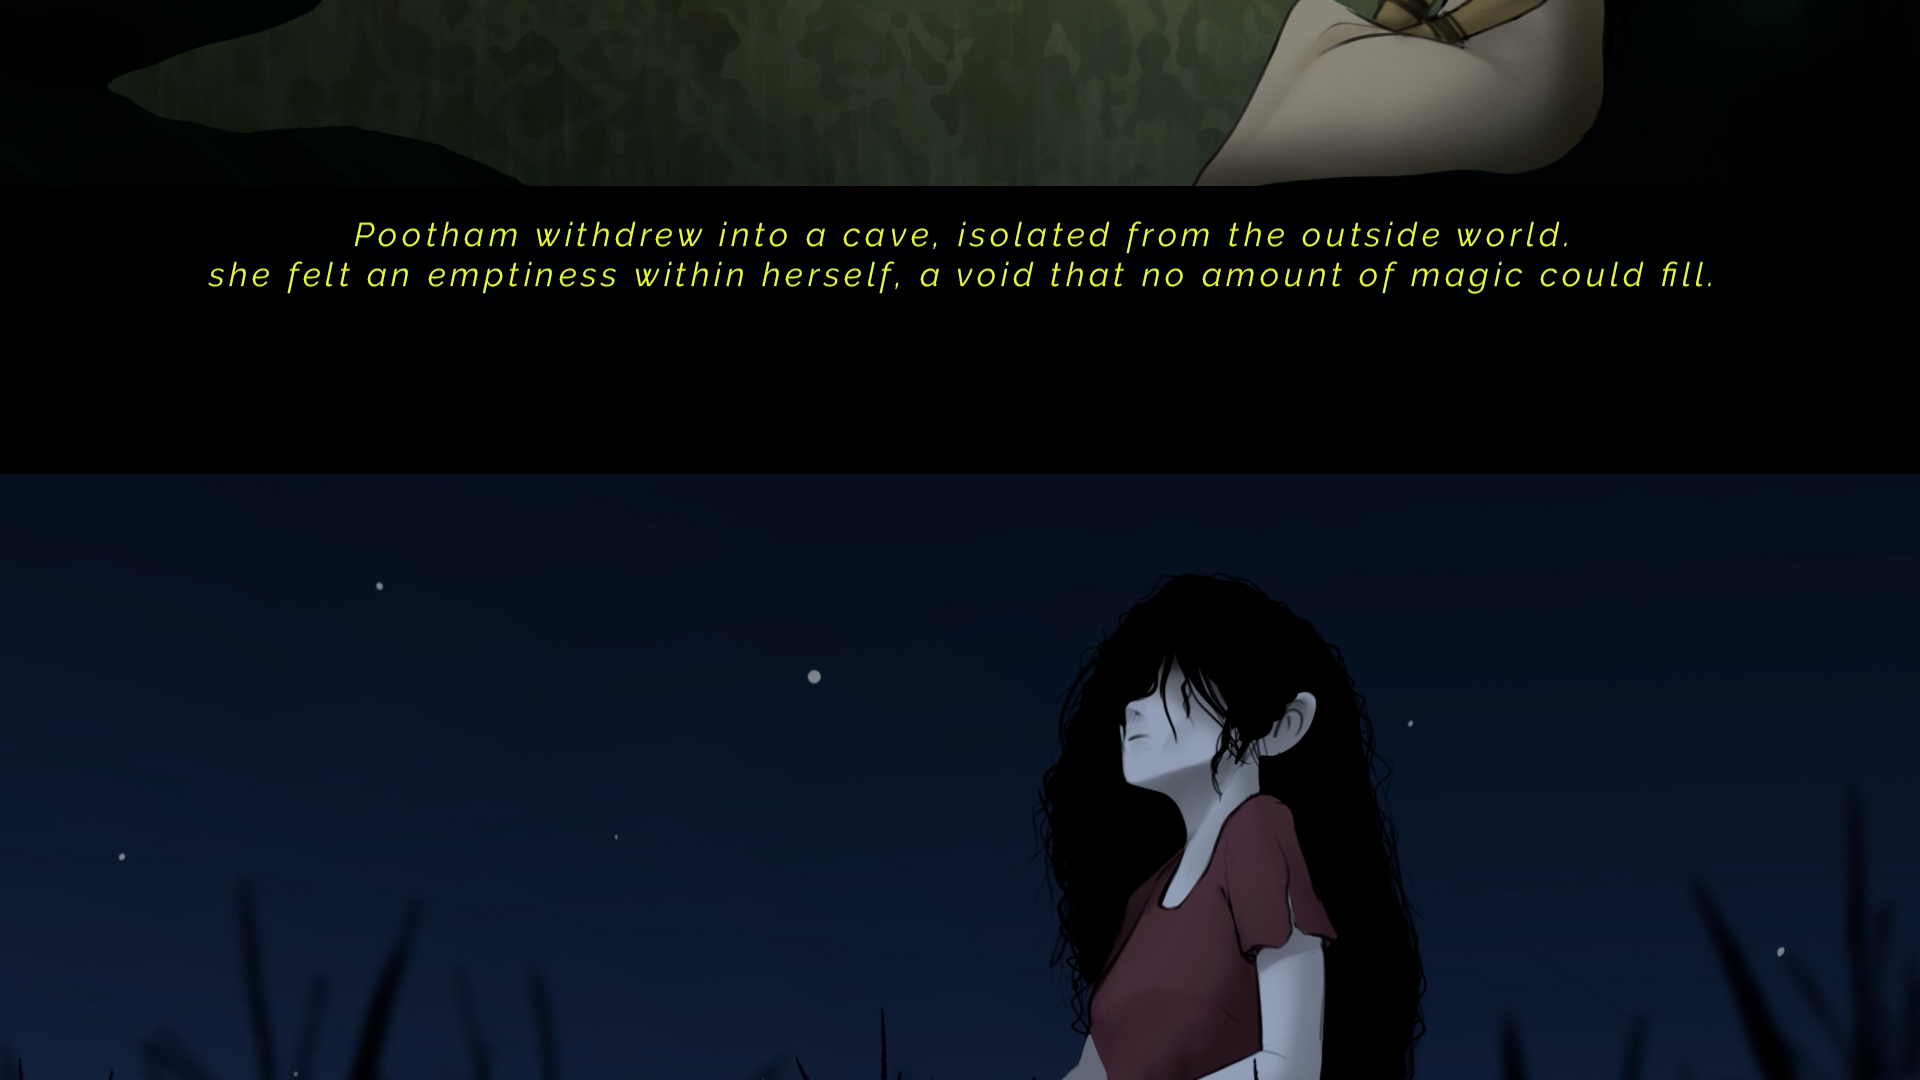 Pootham withdrew into a cave, isolated from the outside world.
she felt an emptiness within herself, a void that no amount of magic could fill.